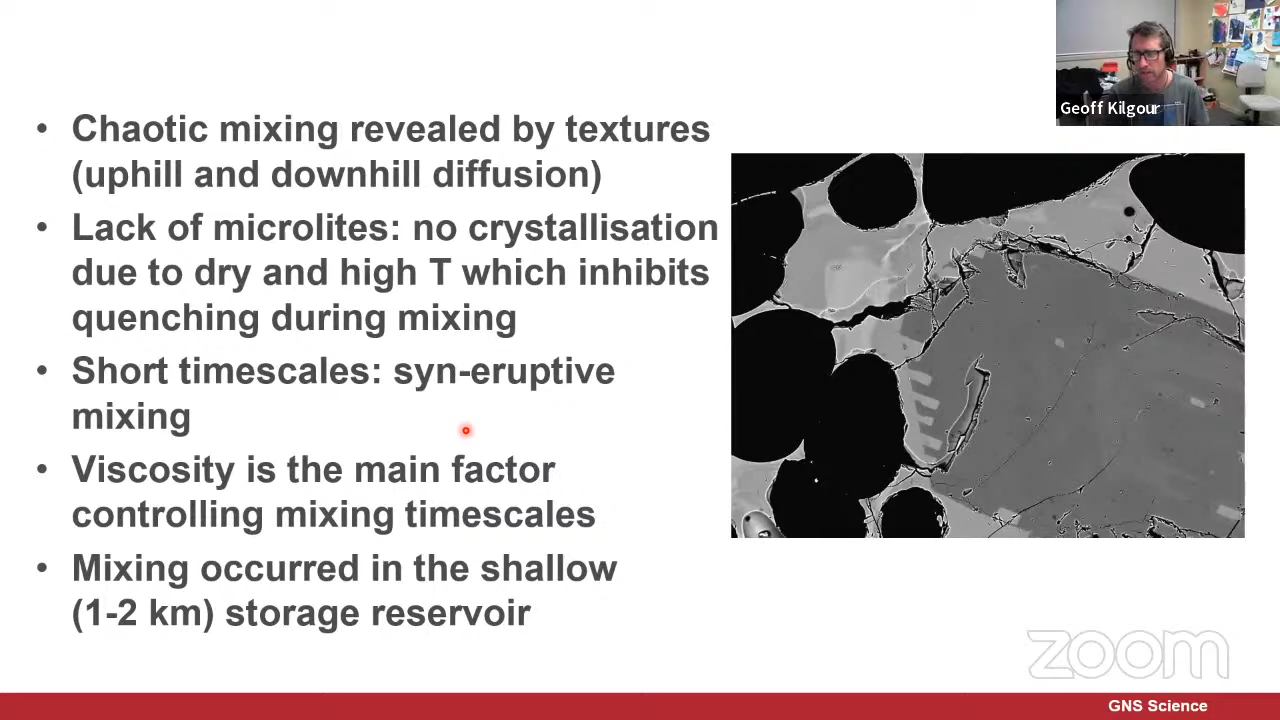 Geoff Kilgour
• Chaotic mixing revealed by textures
(uphill and downhill diffusion)
• Lack of microlites: no crystallisation
due to dry and high T which inhibits
quenching during mixing
• Short timescales: syn-eruptive
mixing
• Viscosity is the main factor
controlling mixing timescales
• Mixing occurred in the shallow
(1-2 km) storage reservoir
zoom
GNS Science